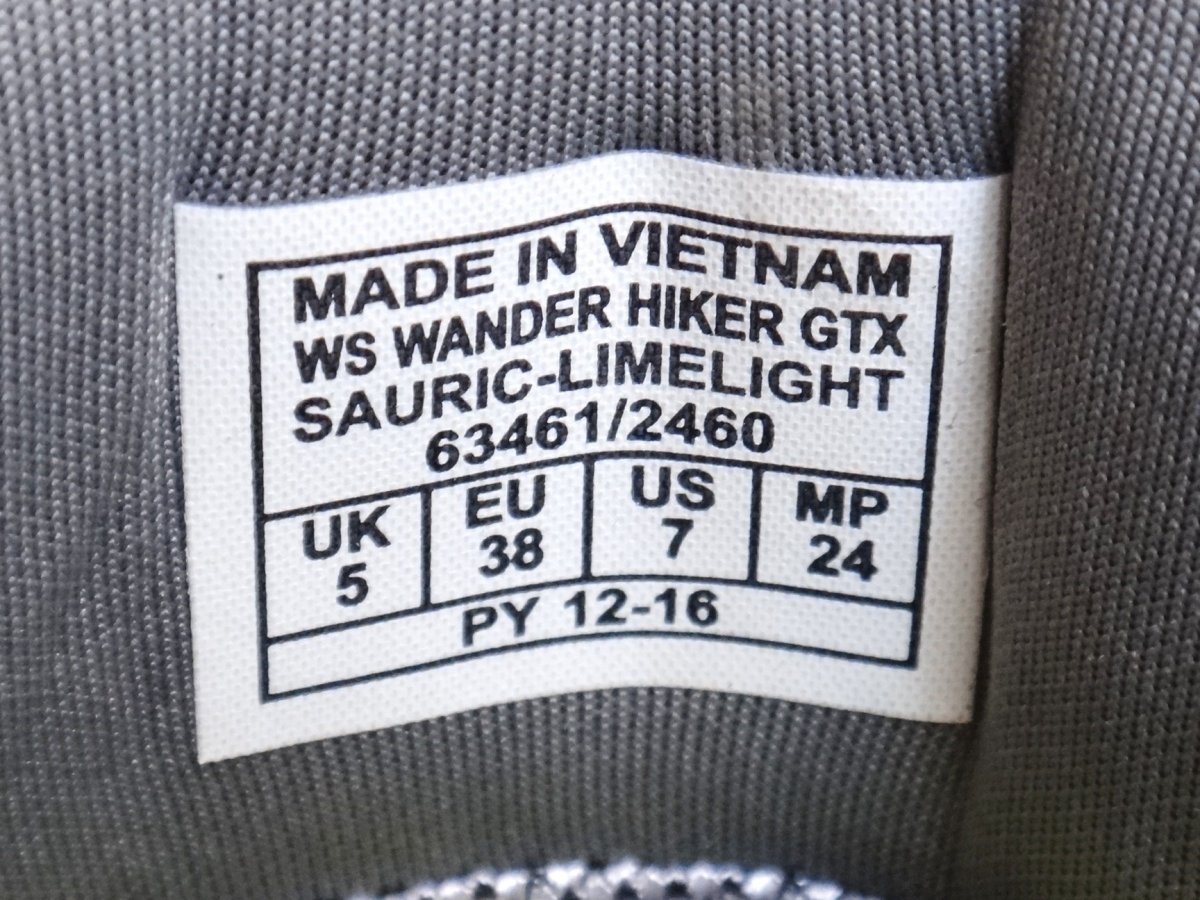 MADE IN VIETNAM
WS WANDER HIKER GTX
SAURIC-LIMELIGHT
63461/2460
UK EU US MP
5 38 7 24
PY 12-16